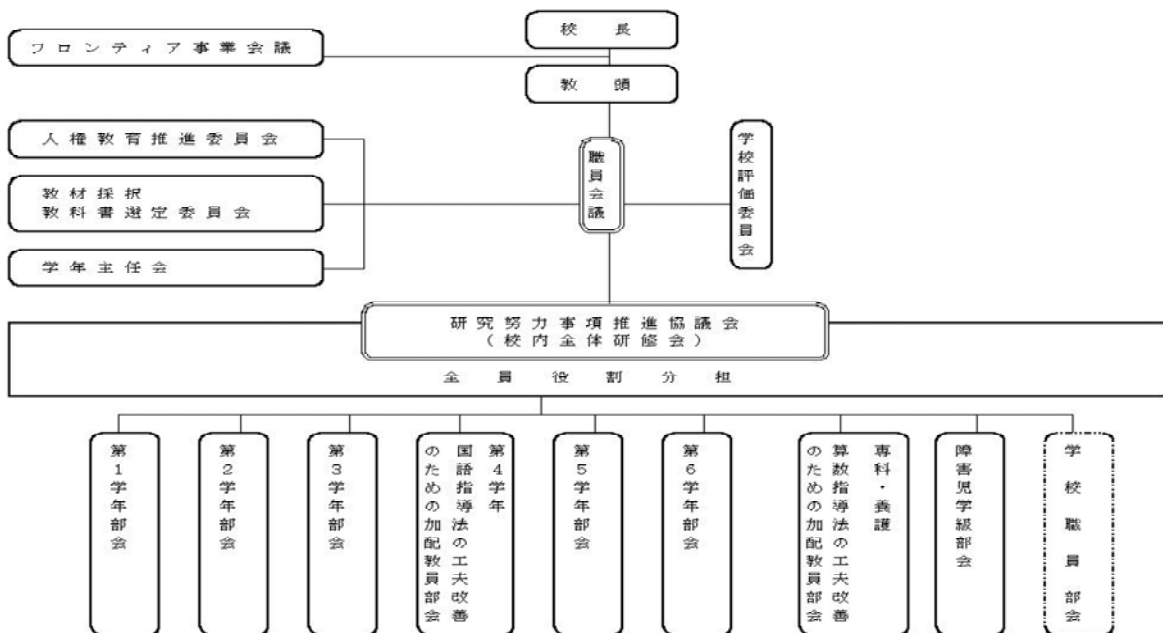 校長
フロンティア事業会議
教頭
人権教育推進委員会
職員会議
学校評価委員会
教材採択
教科書選定委員会
学年主任会
研究努力事項推進協議会
(校内全体研修会)
全員役割分担
第1学年部会
第2学年部会
第3学年部会
第4学年
国語指導法の工夫改善
のための加配教員部会
第5学年部会
第6学年部会
専科・養護
算数指導法の工夫改善
のための加配教員部会
障害児学級部会
学校職員部会